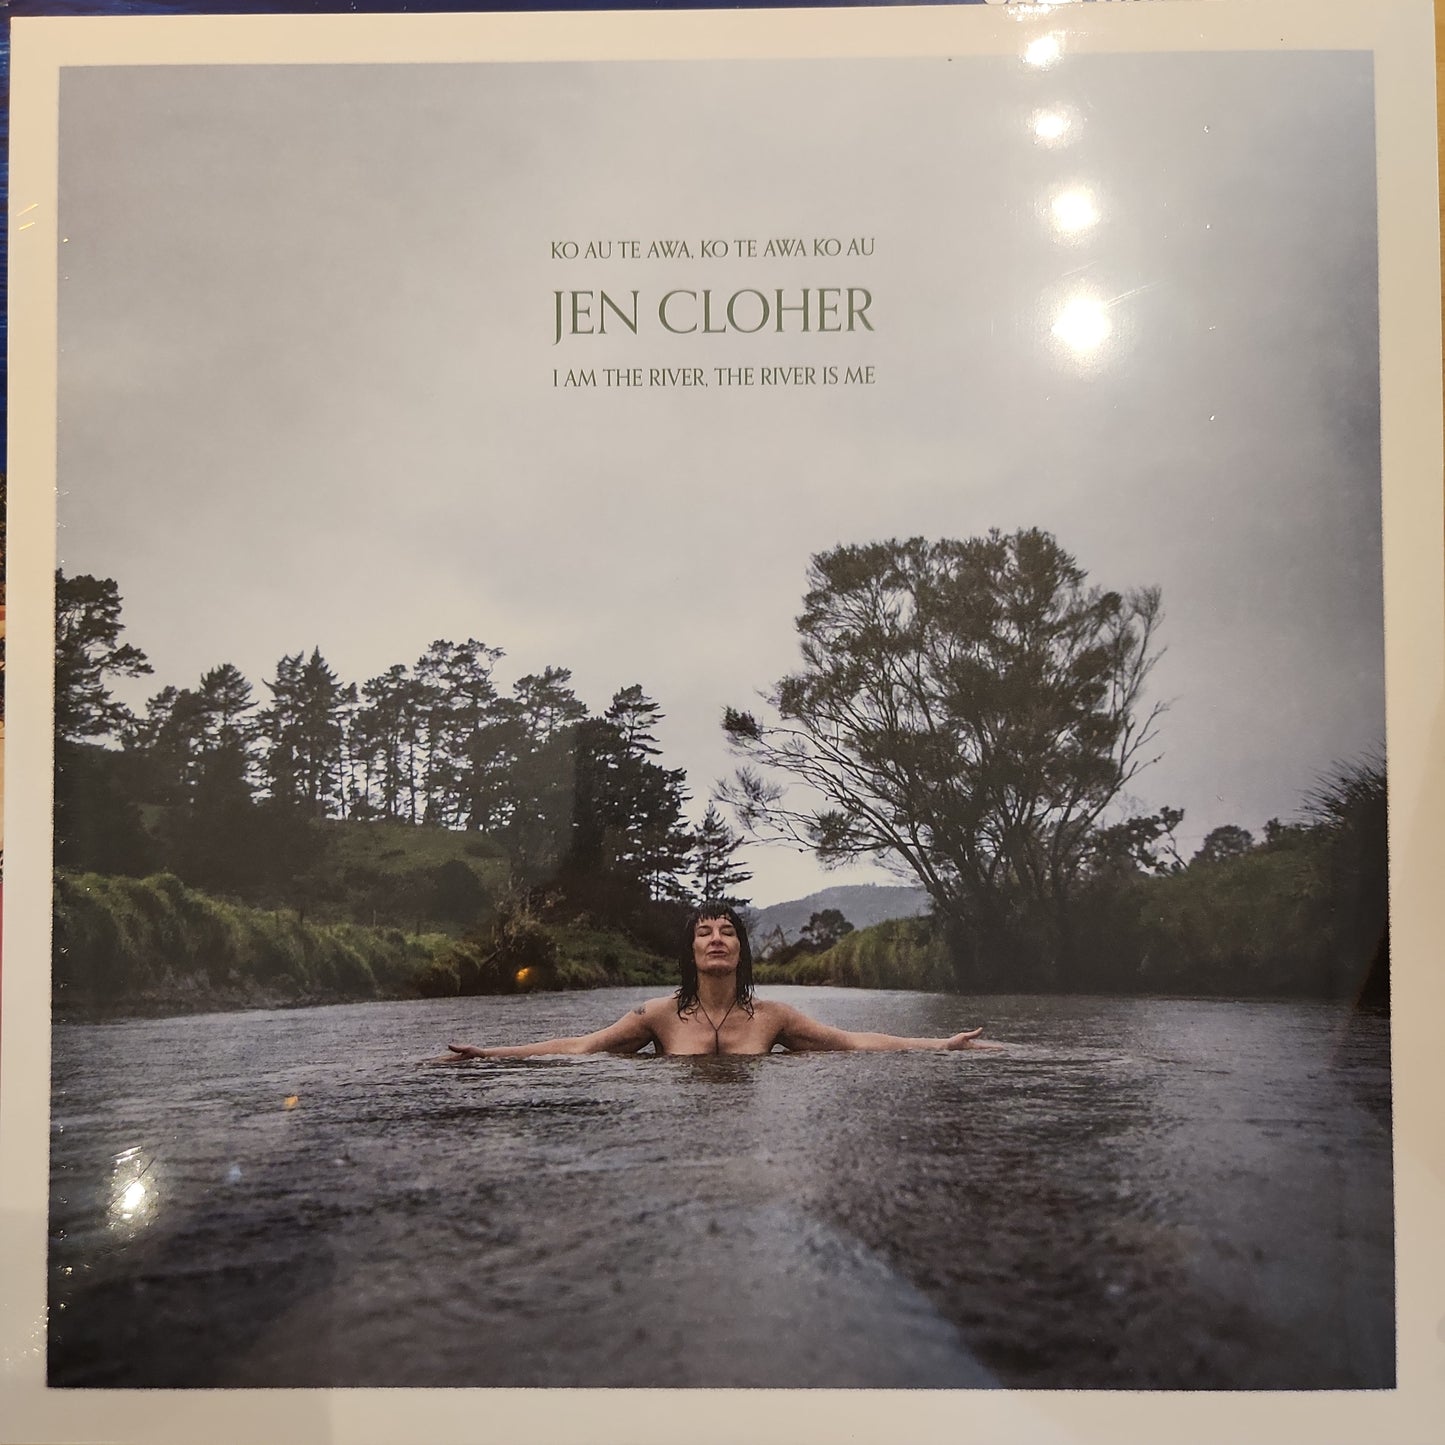 KO AU TE AWA, KO TE AWA KO AU
JEN CLOHER
I AM THE RIVER, THE RIVER IS ME